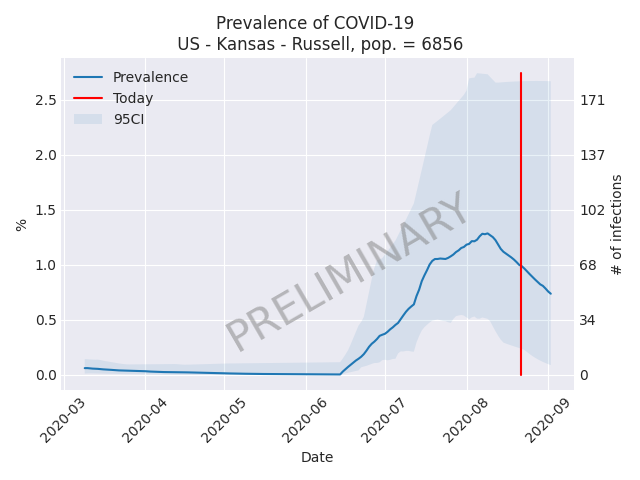 Prevalence of COVID-19
US - Kansas - Russell, pop. = 6856
Prevalence
Today
95CI
PRELIMINARY
%
2.5
2.0
1.5
1.0
0.5
0.0
171
137
102
68
34
0
# of infections
2020-03
2020-04
2020-05
2020-06
2020-07
2020-08
2020-09
Date